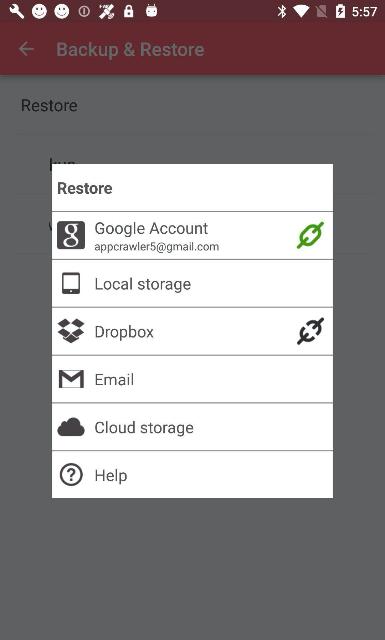 5:57
Backup & Restore
Restore
Restore
Google Account
appcrawler5@gmail.com
Local storage
Dropbox
Email
Cloud storage
Help